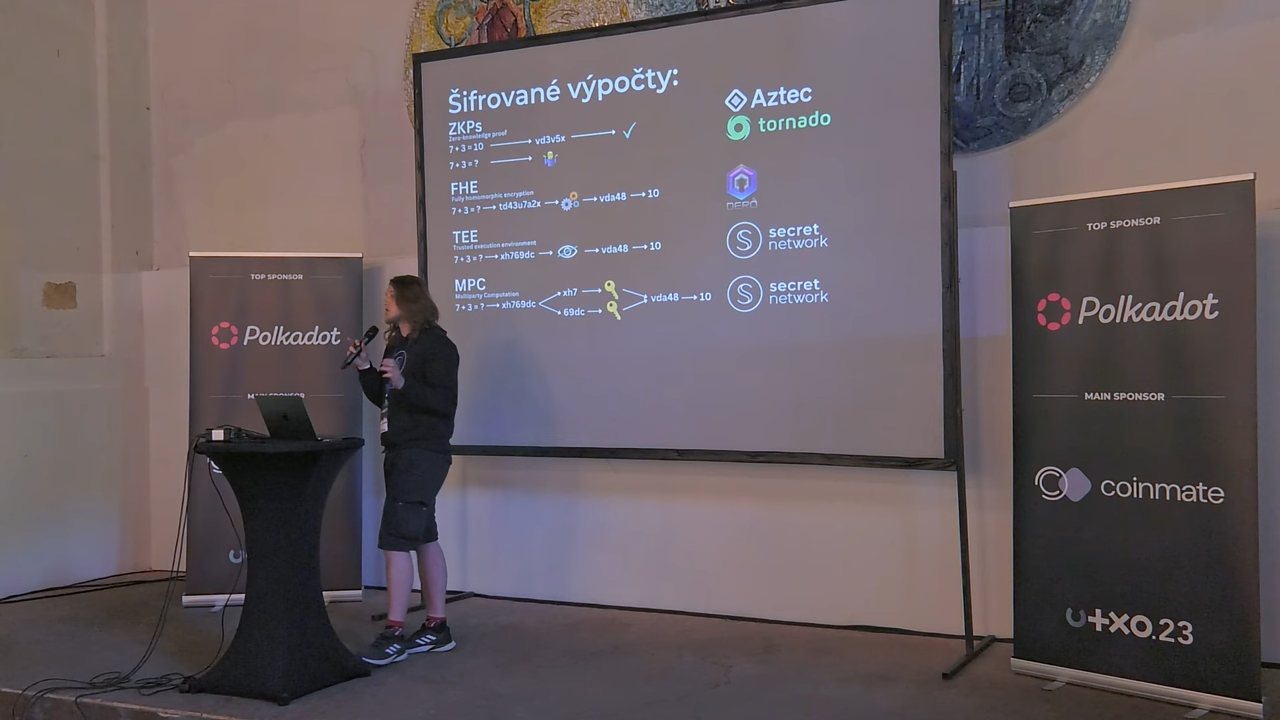 Šifrované výpočty:
ZKPs
Zero-knowledge proof
7 + 3 = 10 → vd3v5x → ✓
7 + 3 = ? →
FHE
Fully homomorphic encryption
7 + 3 = ? → td43u7a2x → → vda48 → 10
TEE
Trusted execution environment
7 + 3 = ? → xh769dc → → vda48 → 10
MPC
Multiparty Computation
7 + 3 = ? → xh769dc → xh7 → → vda48 → 10
→ 69dc →
Aztec
tornado
DERO
secret
network
secret
network
TOP SPONSOR
Polkadot
MAIN SPONSOR
TOP SPONSOR
Polkadot
MAIN SPONSOR
coinmate
utxo.23